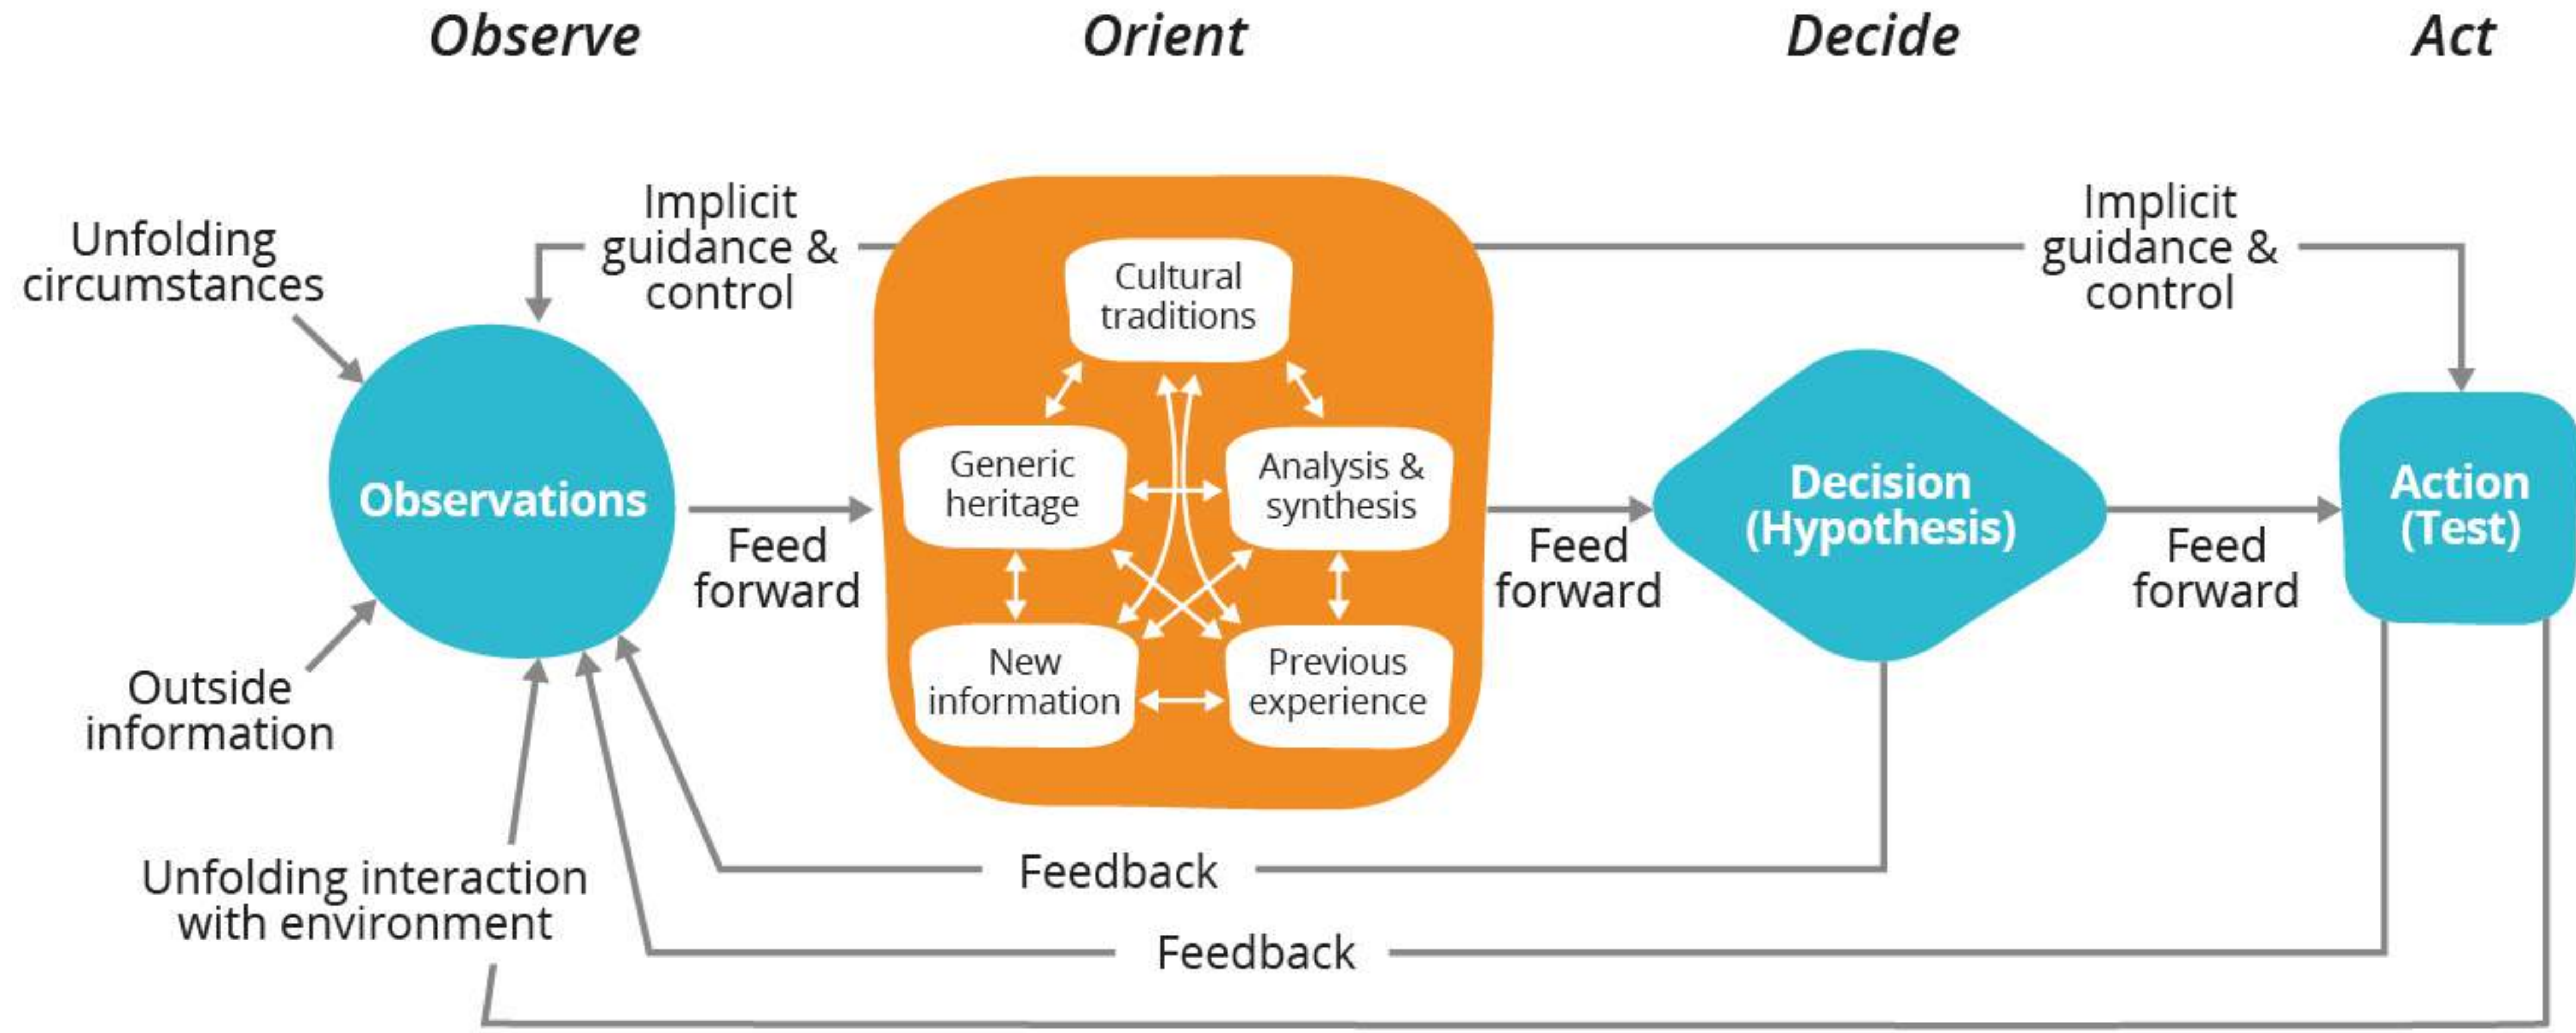 Observe
Orient
Decide
Act
Unfolding
circumstances
Implicit
guidance &
control
Implicit
guidance &
control
Cultural
traditions
Generic
heritage
Analysis &
synthesis
New
information
Previous
experience
Observations
Feed
forward
Feed
forward
Decision
(Hypothesis)
Feed
forward
Action
(Test)
Outside
information
Unfolding interaction
with environment
Feedback
Feedback